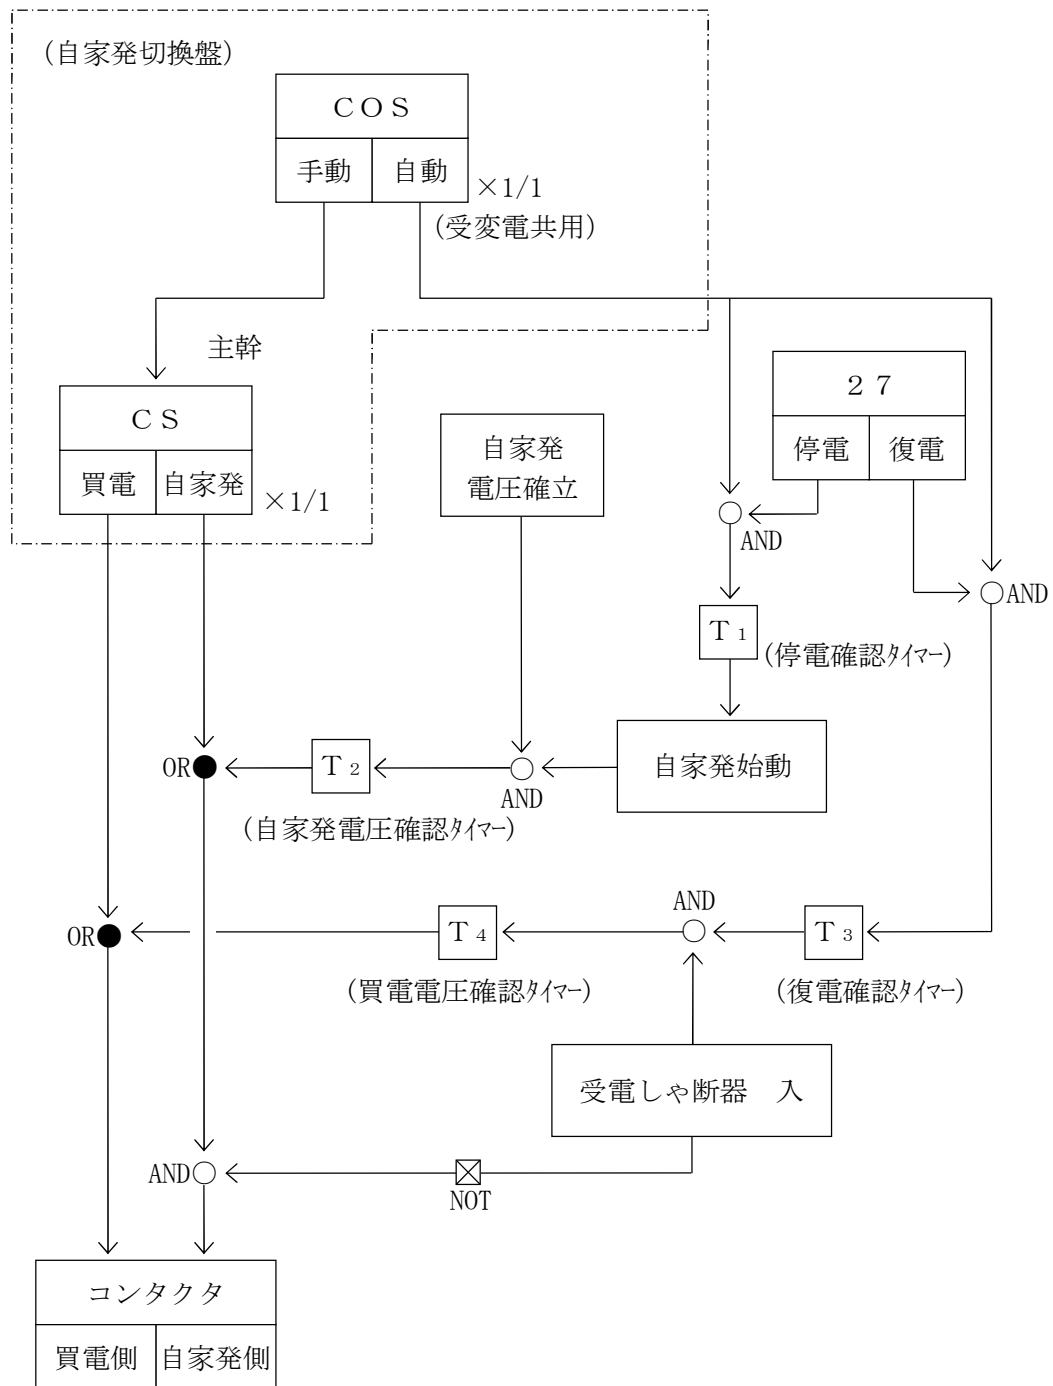 (自家発切換盤)
COS
手動 自動
×1/1
(受変電共用)
主幹
CS
買電 自家発
×1/1
自家発
電圧確立
27
停電 復電
AND
AND
T1
(停電確認タイマー)
OR
T2
AND
自家発始動
(自家発電圧確認タイマー)
OR
T4
AND
T3
(買電電圧確認タイマー)
(復電確認タイマー)
受電しゃ断器 入
AND
NOT
コンタクタ
買電側 自家発側